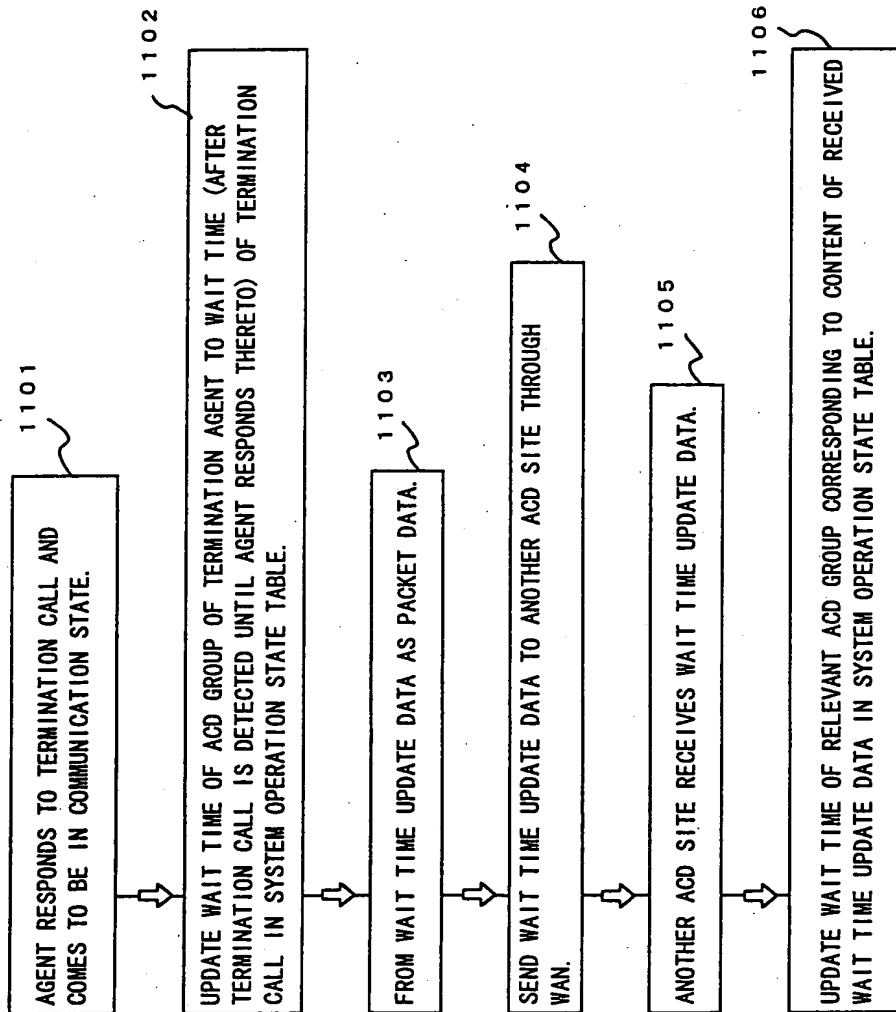 1101
AGENT RESPONDS TO TERMINATION CALL AND
COMES TO BE IN COMMUNICATION STATE.
1102
UPDATE WAIT TIME OF ACD GROUP OF TERMINATION AGENT TO WAIT TIME (AFTER
TERMINATION CALL IS DETECTED UNTIL AGENT RESPONDS THERETO) OF TERMINATION
CALL IN SYSTEM OPERATION STATE TABLE.
1103
FROM WAIT TIME UPDATE DATA AS PACKET DATA.
1104
SEND WAIT TIME UPDATE DATA TO ANOTHER ACD SITE THROUGH
WAN.
1105
ANOTHER ACD SITE RECEIVES WAIT TIME UPDATE DATA.
1106
UPDATE WAIT TIME OF RELEVANT ACD GROUP CORRESPONDING TO CONTENT OF RECEIVED
WAIT TIME UPDATE DATA IN SYSTEM OPERATION STATE TABLE.